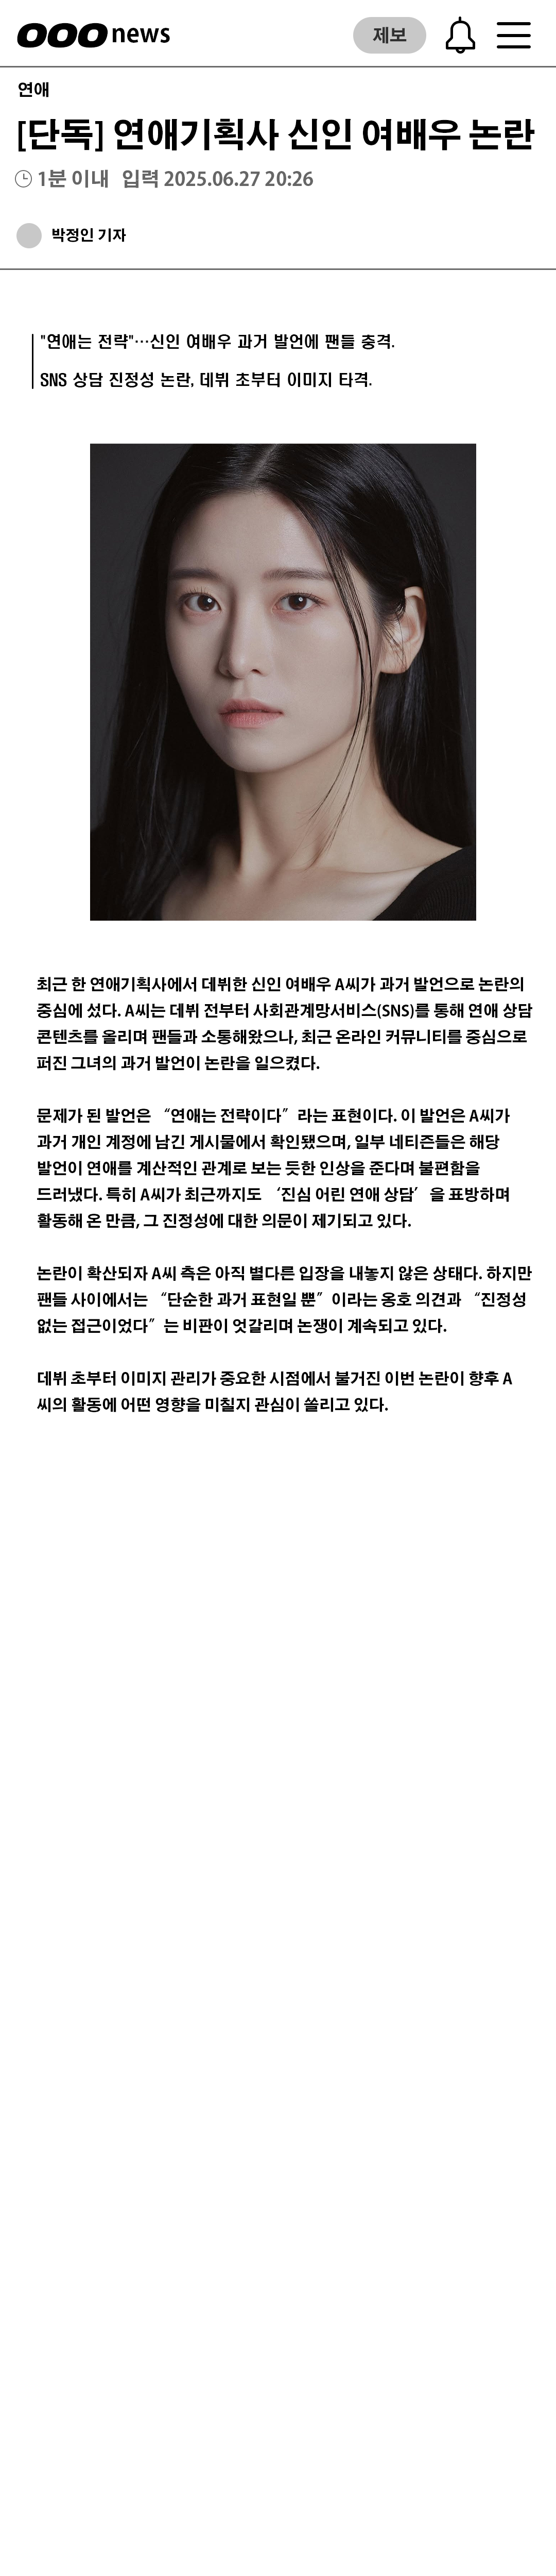 OOO news
제보
연애
[단독] 연애기획사 신인 여배우 논란
1분 이내 입력 2025.06.27 20:26
박정인 기자
"연애는 전략"…신인 여배우 과거 발언에 팬들 충격.
SNS 상담 진정성 논란, 데뷔 초부터 이미지 타격.
최근 한 연애기획사에서 데뷔한 신인 여배우 A씨가 과거 발언으로 논란의
중심에 섰다. A씨는 데뷔 전부터 사회관계망서비스(SNS)를 통해 연애 상담
콘텐츠를 올리며 팬들과 소통해왔으나, 최근 온라인 커뮤니티를 중심으로
퍼진 그녀의 과거 발언이 논란을 일으켰다.
문제가 된 발언은 “연애는 전략이다”라는 표현이다. 이 발언은 A씨가
과거 개인 계정에 남긴 게시물에서 확인됐으며, 일부 네티즌들은 해당
발언이 연애를 계산적인 관계로 보는 듯한 인상을 준다며 불편함을
드러냈다. 특히 A씨가 최근까지도 ‘진심 어린 연애 상담’을 표방하며
활동해 온 만큼, 그 진정성에 대한 의문이 제기되고 있다.
논란이 확산되자 A씨 측은 아직 별다른 입장을 내놓지 않은 상태다. 하지만
팬들 사이에서는 “단순한 과거 표현일 뿐”이라는 옹호 의견과 “진정성
없는 접근이었다”는 비판이 엇갈리며 논쟁이 계속되고 있다.
데뷔 초부터 이미지 관리가 중요한 시점에서 불거진 이번 논란이 향후 A
씨의 활동에 어떤 영향을 미칠지 관심이 쏠리고 있다.